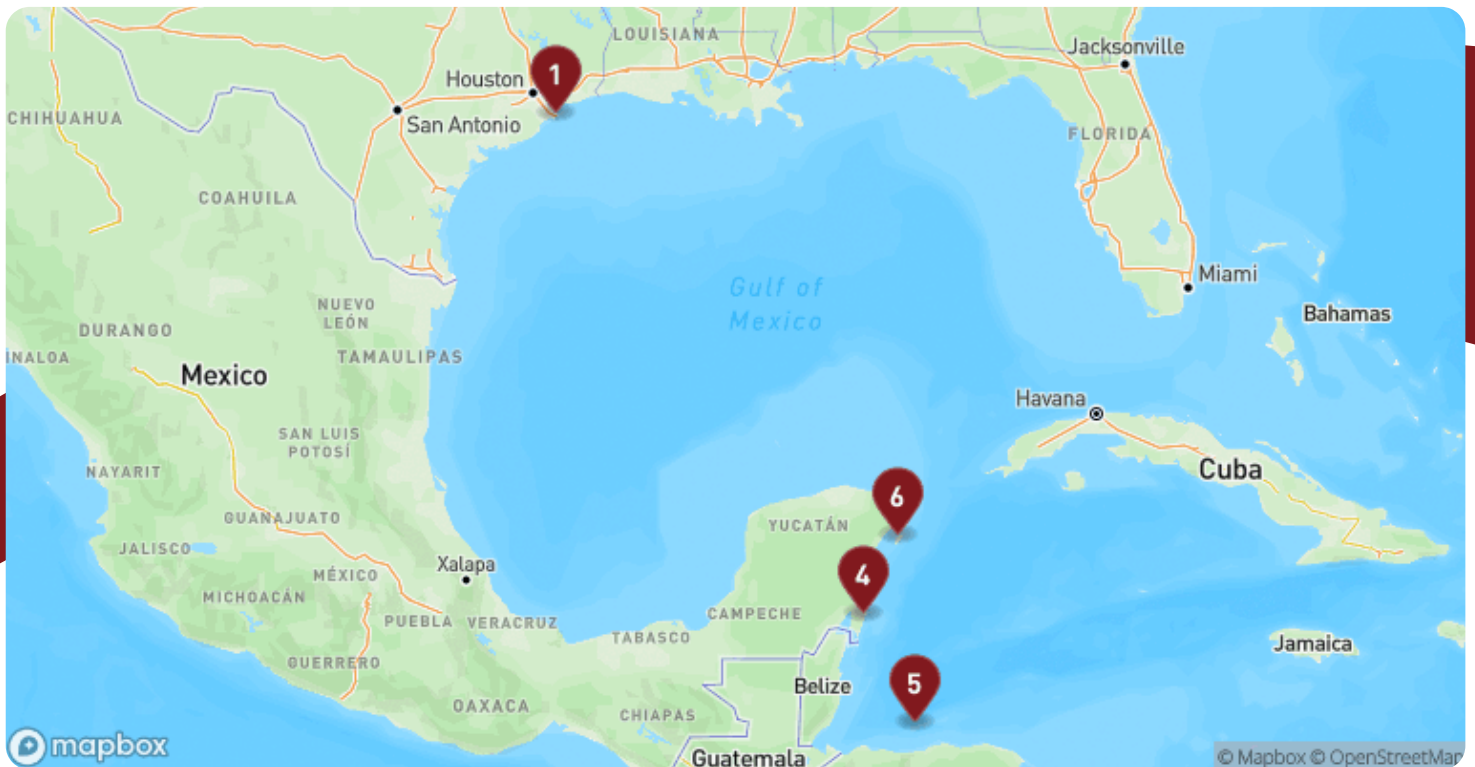 LOUISIANA
Jacksonville
Houston
1
CHIHUAHUA
San Antonio
FLORIDA
COAHUILA
Gulf of
Mexico
Miami
NUEVO
LEÓN
Bahamas
DURANGO
INALOA
TAMAULIPAS
Mexico
Havana
SAN LUIS
POTOSÍ
NAYARIT
Cuba
6
GUANAJUATO
YUCATÁN
JALISCO
Xalapa
MÉXICO
4
MICHOACÁN
PUEBLA
VERACRUZ
CAMPECHE
TABASCO
Jamaica
GUERRERO
Belize
5
OAXACA
CHIAPAS
mapbox
Guatemala
© Mapbox © OpenStreetMap